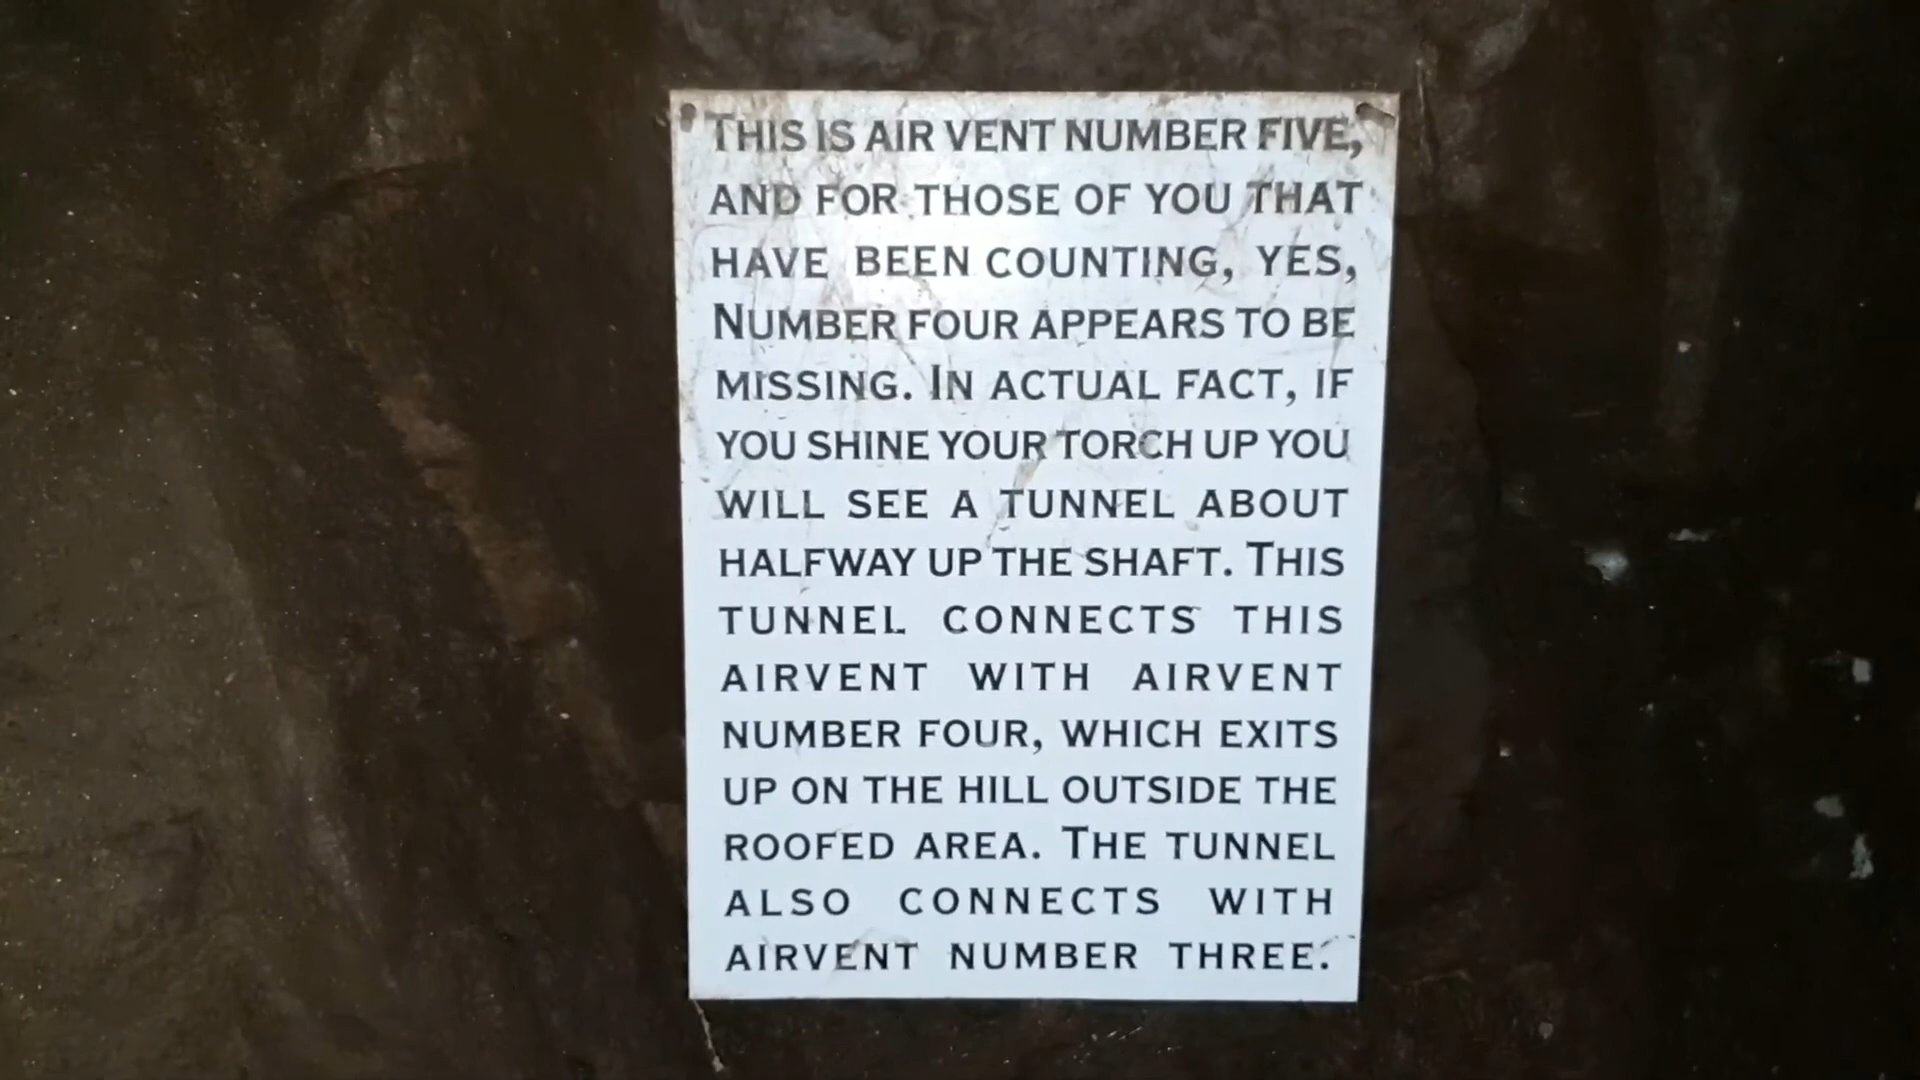 THIS IS AIR VENT NUMBER FIVE,
AND FOR THOSE OF YOU THAT
HAVE BEEN COUNTING, YES,
NUMBER FOUR APPEARS TO BE
MISSING. IN ACTUAL FACT, IF
YOU SHINE YOUR TORCH UP YOU
WILL SEE A TUNNEL ABOUT
HALFWAY UP THE SHAFT. THIS
TUNNEL CONNECTS THIS
AIRVENT WITH AIRVENT
NUMBER FOUR, WHICH EXITS
UP ON THE HILL OUTSIDE THE
ROOFED AREA. THE TUNNEL
ALSO CONNECTS WITH
AIRVENT NUMBER THREE.